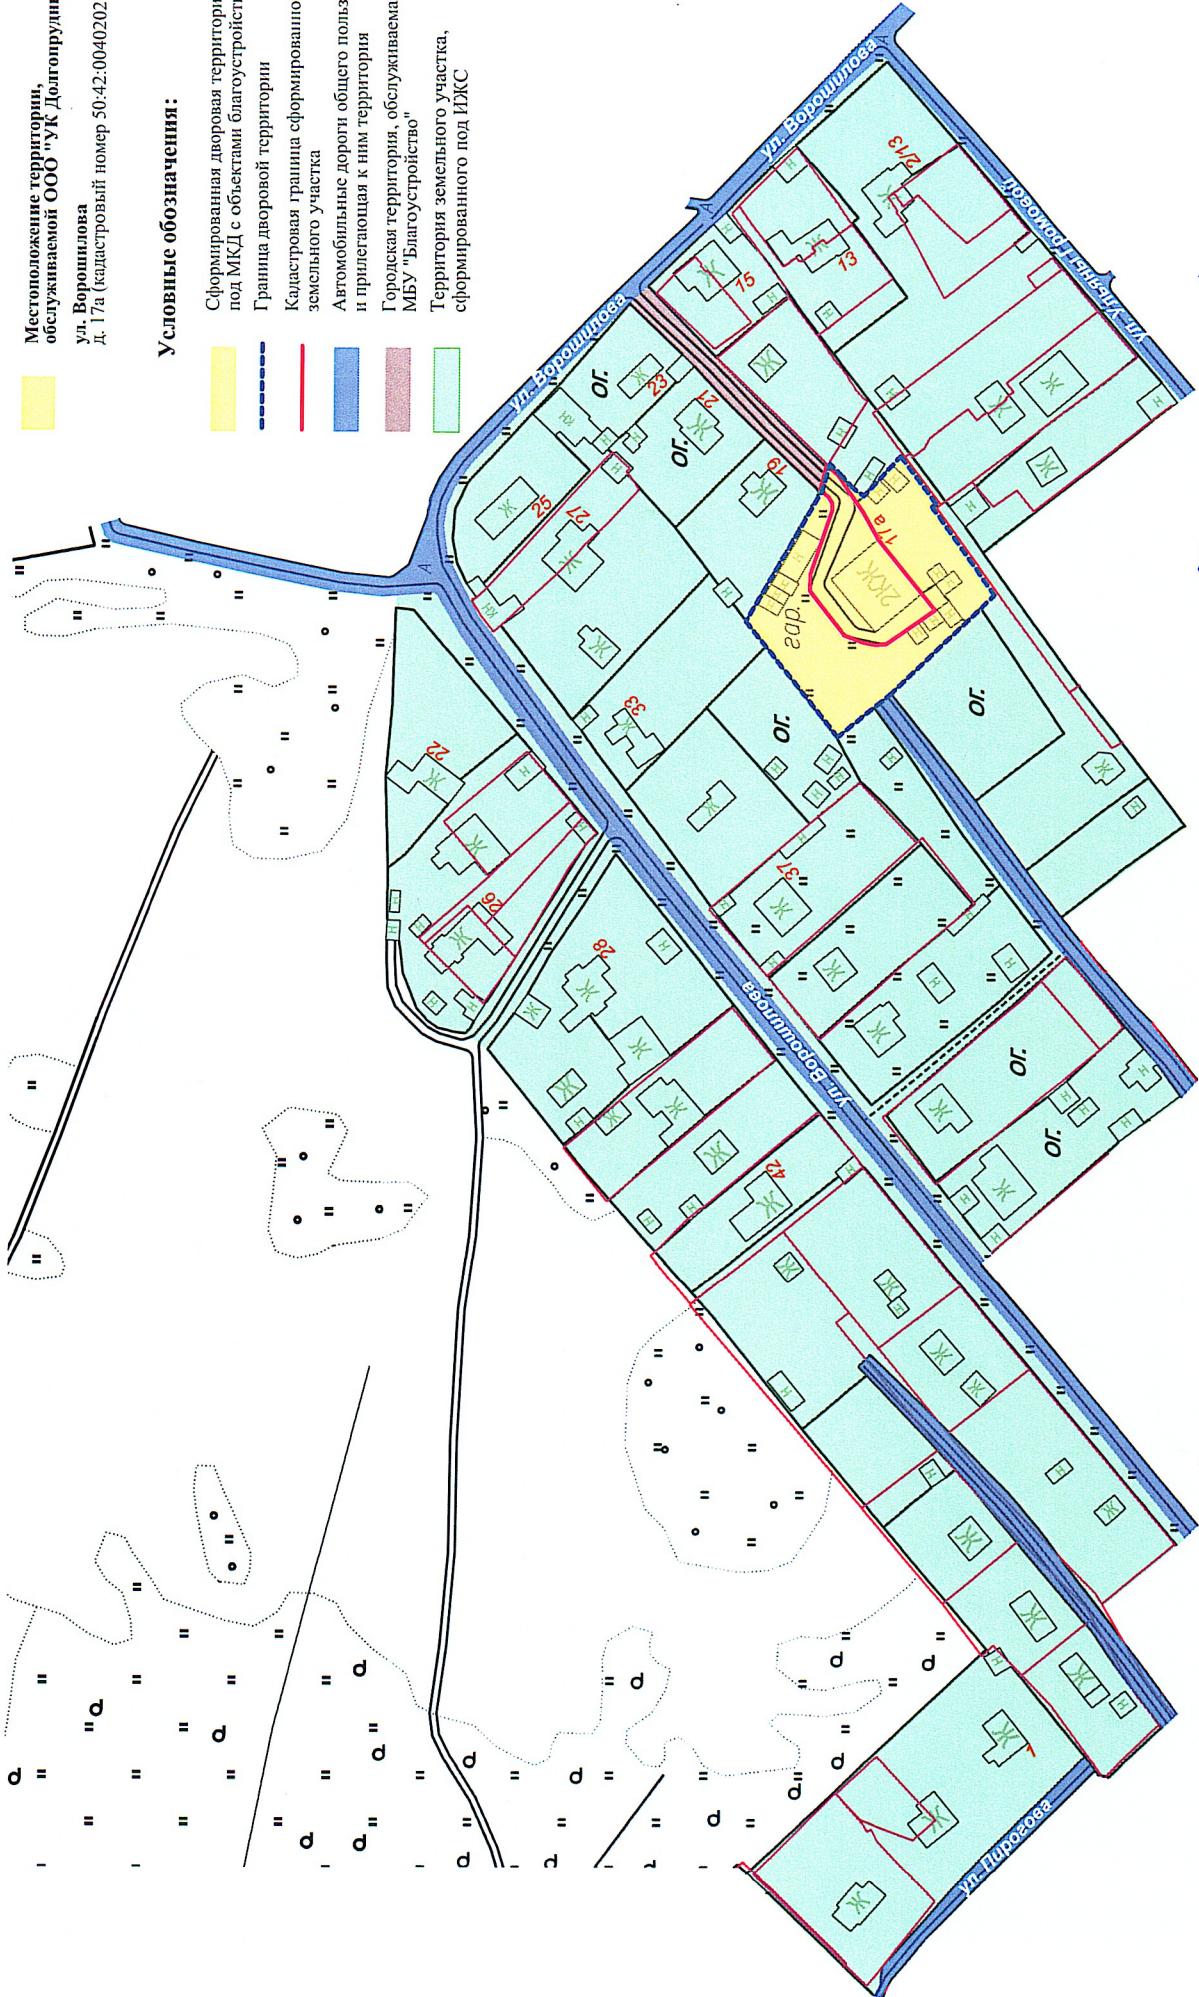 Местоположение территории,
обслуживаемой ООО "УК Долгопрудн
ул. Ворошилова
д. 17а (кадастровый номер 50:42:0040202
Условные обозначения:
Сформированная дворовая территори
под МКД с объектами благоустройст
Граница дворовой территории
Кадастровая граница сформированно
земельного участка
Автомобильные дороги общего польз
и прилегающая к ним территория
Городская территория, обслуживаема
МБУ "Благоустройство"
Территория земельного участка,
сформированного под ИЖС
ул. Ворошилова
ул. Ворошилова
ул. Ворошилова
ул. Ульяны Громовой
ул. Пирогова
2/13
13
15
17а
2КЖ
гар.
19
21
23
25
27
33
37
22
26
28
42
1
ог.
ог.
ог.
ог.
ог.
ог.
КН
КН
А
А
А